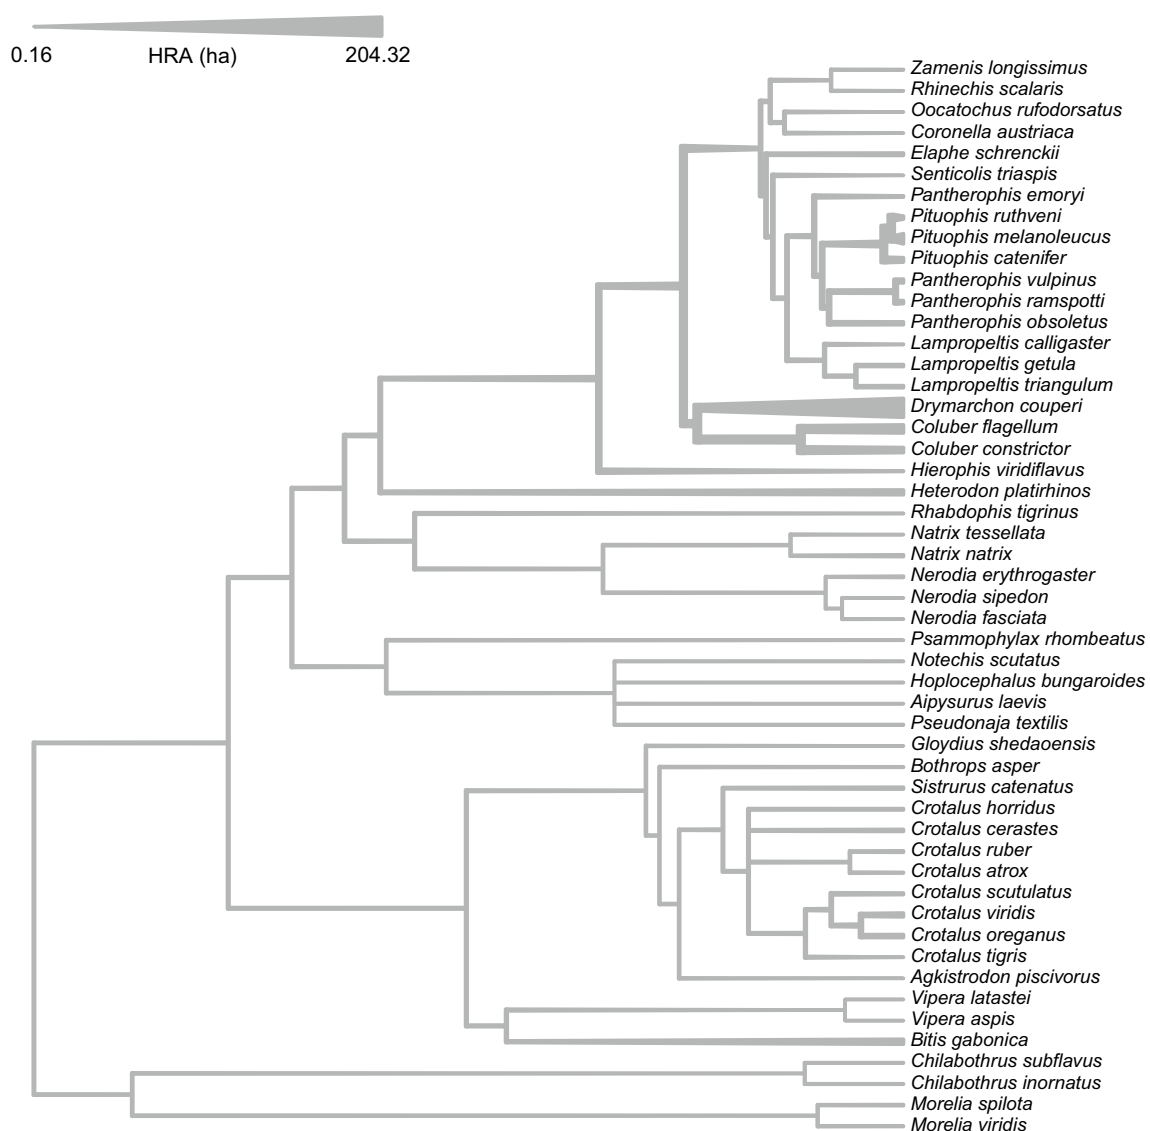 0.16 HRA (ha) 204.32
Zamenis longissimus
Rhinechis scalaris
Oocatochus rufodorsatus
Coronella austriaca
Elaphe schrenckii
Senticolis triaspis
Pantherophis emoryi
Pituophis ruthveni
Pituophis melanoleucus
Pituophis catenifer
Pantherophis vulpinus
Pantherophis ramspotti
Pantherophis obsoletus
Lampropeltis calligaster
Lampropeltis getula
Lampropeltis triangulum
Drymarchon couperi
Coluber flagellum
Coluber constrictor
Hierophis viridiflavus
Heterodon platirhinos
Rhabdophis tigrinus
Natrix tessellata
Natrix natrix
Nerodia erythrogaster
Nerodia sipedon
Nerodia fasciata
Psammophylax rhombeatus
Notechis scutatus
Hoplocephalus bungaroides
Aipysurus laevis
Pseudonaja textilis
Gloydius shedaoensis
Bothrops asper
Sistrurus catenatus
Crotalus horridus
Crotalus cerastes
Crotalus ruber
Crotalus atrox
Crotalus scutulatus
Crotalus viridis
Crotalus oreganus
Crotalus tigris
Agkistrodon piscivorus
Vipera latastei
Vipera aspis
Bitis gabonica
Chilabothrus subflavus
Chilabothrus inornatus
Morelia spilota
Morelia viridis